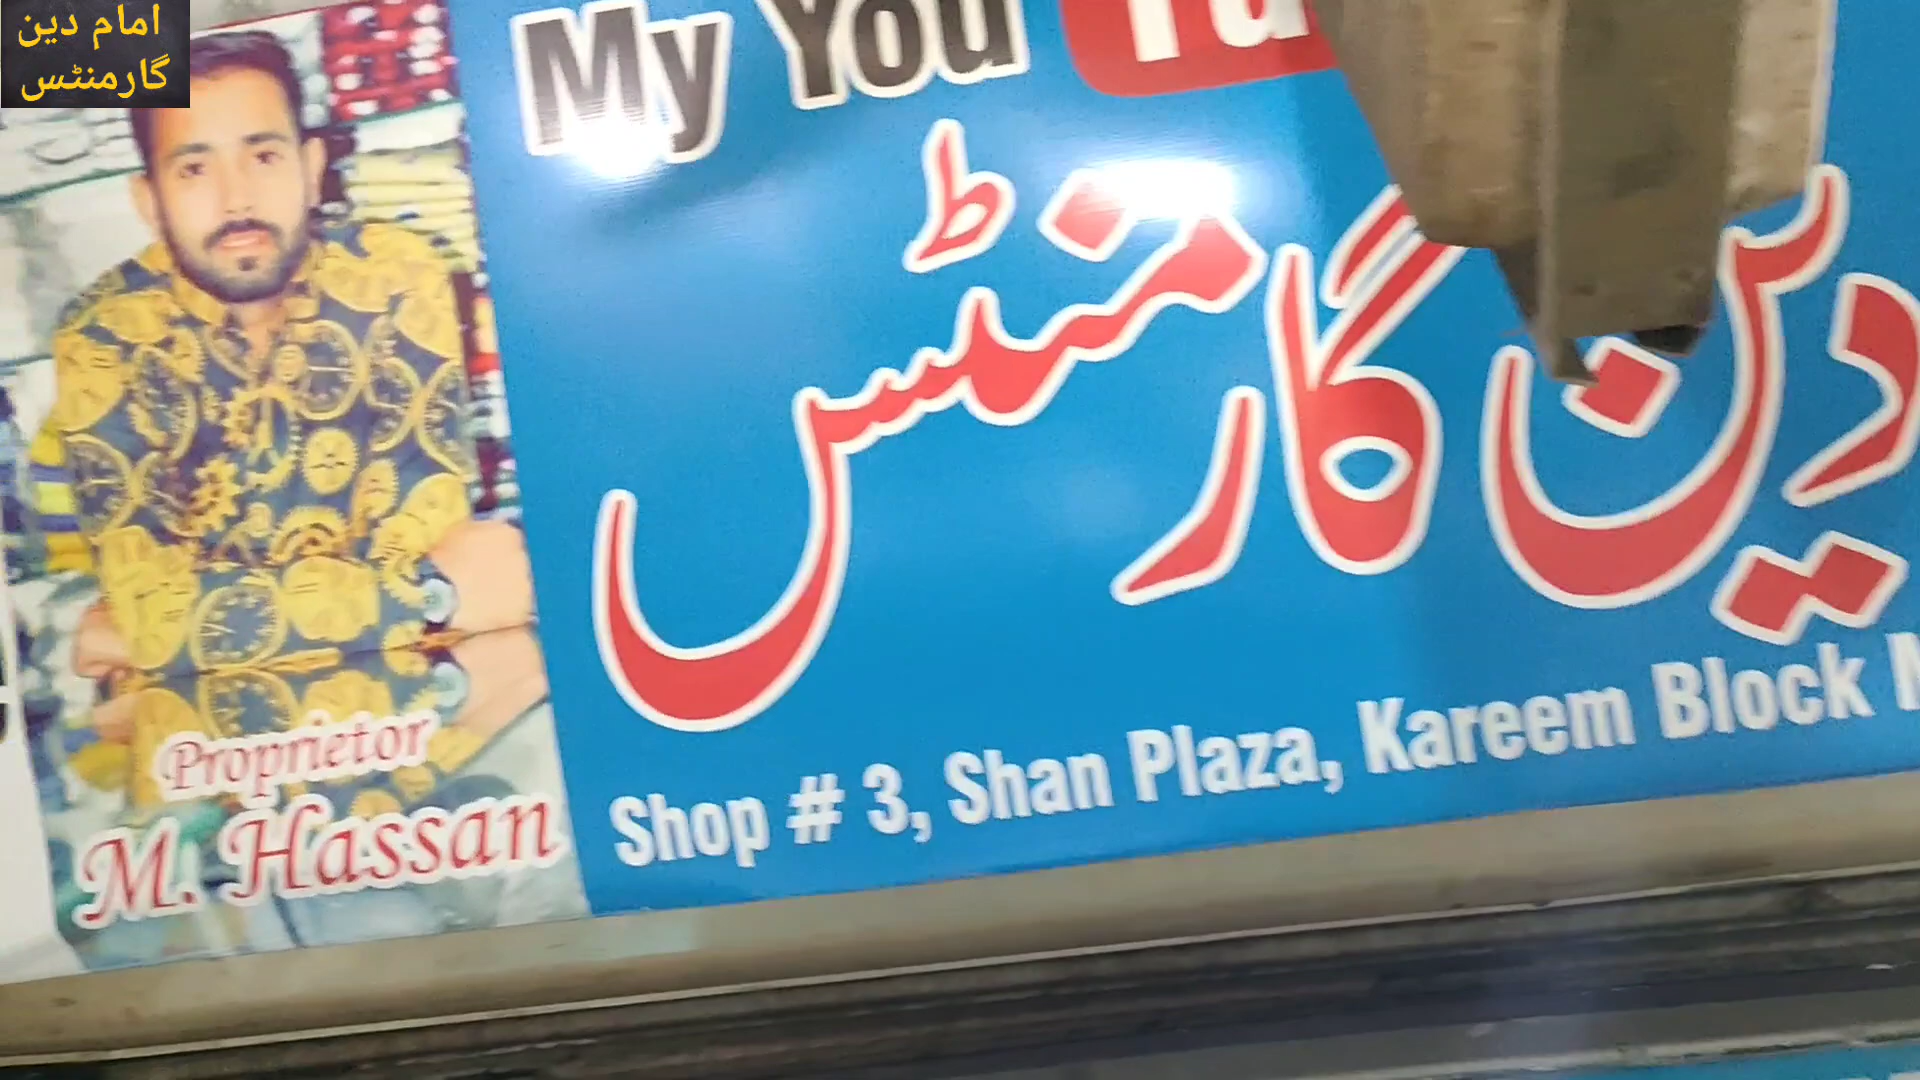 امام دین
گارمنٹس
My You
دین گارمنٹس
Shop # 3, Shan Plaza, Kareem Block
Proprietor
M. Hassan